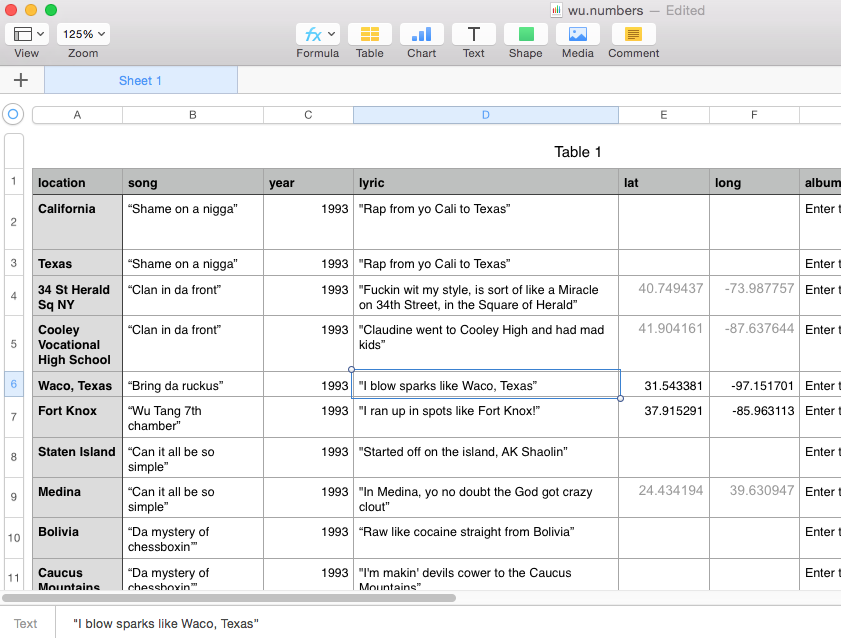 wu.numbers — Edited
125%
View Zoom Formula Table Chart Text Shape Media Comment
Sheet 1
A B C D E F
Table 1
1 location song year lyric lat long album
2 California “Shame on a nigga” 1993 "Rap from yo Cali to Texas” Enter t
3 Texas “Shame on a nigga” 1993 "Rap from yo Cali to Texas” Enter t
4 34 St Herald “Clan in da front” 1993 "Fuckin wit my style, is sort of like a Miracle 40.749437 -73.987757 Enter t
Sq NY on 34th Street, in the Square of Herald”
5 Cooley “Clan in da front” 1993 "Claudine went to Cooley High and had mad 41.904161 -87.637644 Enter t
Vocational kids”
High School
6 Waco, Texas “Bring da ruckus” 1993 "I blow sparks like Waco, Texas” 31.543381 -97.151701 Enter t
7 Fort Knox “Wu Tang 7th 1993 "I ran up in spots like Fort Knox!” 37.915291 -85.963113 Enter t
chamber”
8 Staten Island “Can it all be so 1993 "Started off on the island, AK Shaolin” Enter t
simple”
9 Medina “Can it all be so 1993 "In Medina, yo no doubt the God got crazy 24.434194 39.630947 Enter t
simple” clout”
10 Bolivia “Da mystery of 1993 “Raw like cocaine straight from Bolivia” Enter t
chessboxin’”
11 Caucus “Da mystery of 1993 "I'm makin' devils cower to the Caucus Enter t
Mountains chessboxin’” Mountains”
Text "I blow sparks like Waco, Texas"